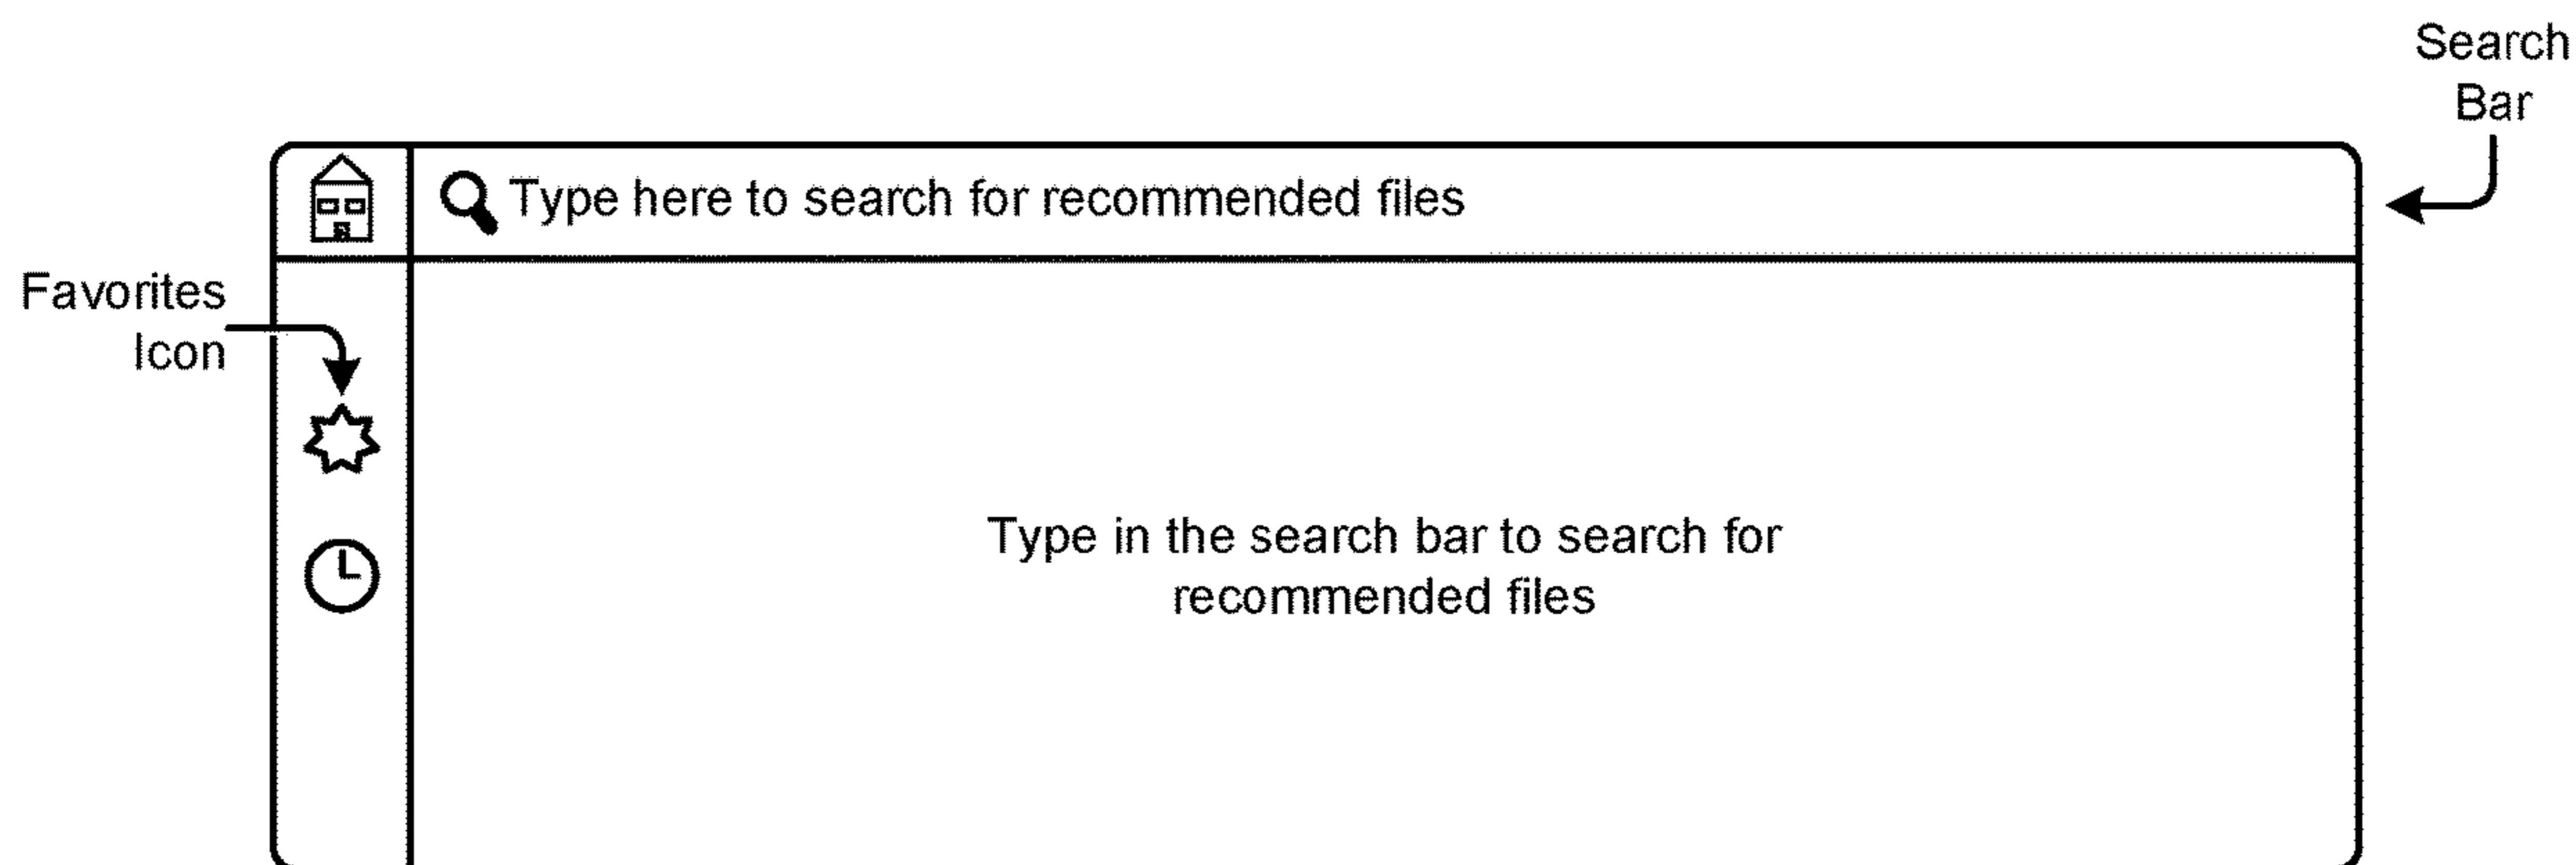 Search
Bar
Type here to search for recommended files
Favorites
Icon
Type in the search bar to search for
recommended files